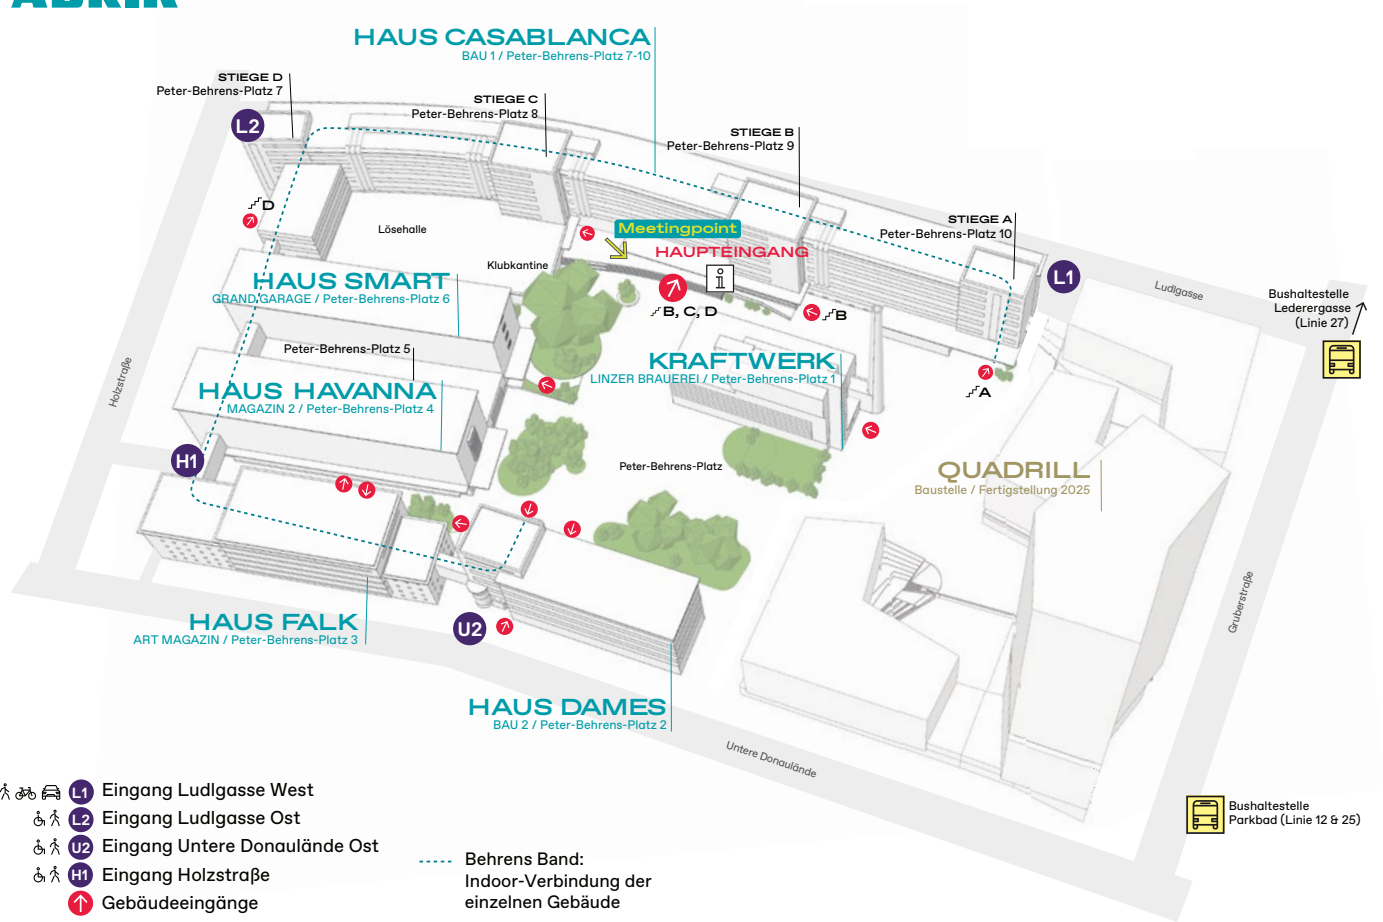 HAUS CASABLANCA
BAU 1 / Peter-Behrens-Platz 7-10
STIEGE D
Peter-Behrens-Platz 7
STIEGE C
Peter-Behrens-Platz 8
STIEGE B
Peter-Behrens-Platz 9
STIEGE A
Peter-Behrens-Platz 10
L2
D
Lösehalle
Klubkantine
Meetingpoint
HAUPTEINGANG
i
B, C, D
B
L1
Ludlgasse
Bushaltestelle
Lederergasse
(Linie 27)
HAUS SMART
GRAND GARAGE / Peter-Behrens-Platz 6
Peter-Behrens-Platz 5
Holzstraße
HAUS HAVANNA
MAGAZIN 2 / Peter-Behrens-Platz 4
KRAFTWERK
LINZER BRAUEREI / Peter-Behrens-Platz 1
A
H1
Peter-Behrens-Platz
QUADRILL
Baustelle / Fertigstellung 2025
Gruberstraße
HAUS FALK
ART MAGAZIN / Peter-Behrens-Platz 3
U2
HAUS DAMES
BAU 2 / Peter-Behrens-Platz 2
Untere Donaulände
L1 Eingang Ludlgasse West
L2 Eingang Ludlgasse Ost
U2 Eingang Untere Donaulände Ost
H1 Eingang Holzstraße
Gebäudeeingänge
Behrens Band:
Indoor-Verbindung der
einzelnen Gebäude
Bushaltestelle
Parkbad (Linie 12 & 25)